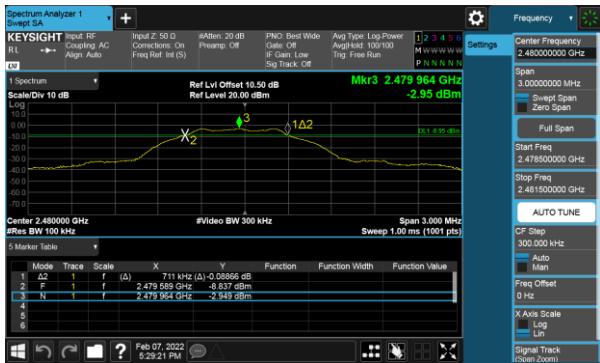 Spectrum Analyzer 1
Swept SA
Frequency
KEYSIGHT Input: RF Input Z: 50 Ω #Atten: 20 dB PNO: Best Wide Avg Type: Log-Power 1 2 3 4 5 6
RL Coupling: AC Corrections: On Preamp: Off Gate: Off Avg|Hold: 100/100 M W W W W W
Align: Auto Freq Ref: Int (S) IF Gain: Low Trig: Free Run P N N N N N
Sig Track: Off
LXI
Settings
1 Spectrum Ref Lvl Offset 10.50 dB Mkr3 2.479 964 GHz
Scale/Div 10 dB Ref Level 20.00 dBm -2.95 dBm
Log
10.0
0.00
-10.0
-20.0
-30.0
-40.0
-50.0
-60.0
-70.0
3
1Δ2
2
DL1 -8.95 dBm
Center 2.480000 GHz #Video BW 300 kHz Span 3.000 MHz
#Res BW 100 kHz Sweep 1.00 ms (1001 pts)
5 Marker Table
Mode Trace Scale X Y Function Function Width Function Value
1 Δ2 1 f (Δ) 711 kHz (Δ) -0.08866 dB
2 F 1 f 2.479 589 GHz -8.837 dBm
3 N 1 f 2.479 964 GHz -2.949 dBm
4
5
6
Feb 07, 2022
5:29:21 PM
Center Frequency
2.480000000 GHz
Span
3.00000000 MHz
Swept Span
Zero Span
Full Span
Start Freq
2.478500000 GHz
Stop Freq
2.481500000 GHz
AUTO TUNE
CF Step
300.000 kHz
Auto
Man
Freq Offset
0 Hz
X Axis Scale
Log
Lin
Signal Track
(Span Zoom)